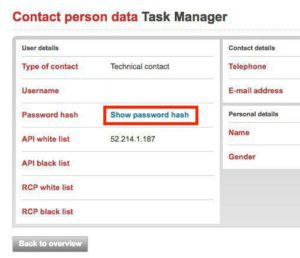 Contact person data Task Manager
User details
Type of contact Technical contact
Username
Password hash Show password hash
API white list 52.214.1.187
API black list
RCP white list
RCP black list
Contact details
Telephone
E-mail address
Personal details
Name
Gender
Back to overview